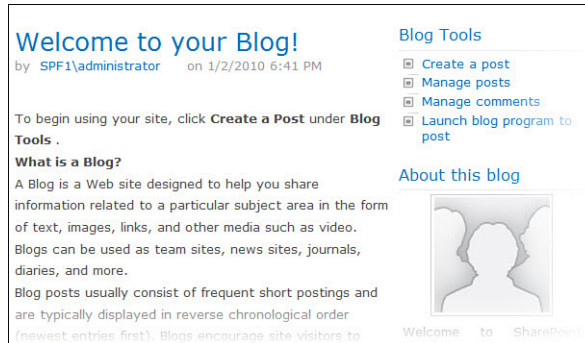 Welcome to your Blog!
by SPF1\administrator on 1/2/2010 6:41 PM
To begin using your site, click Create a Post under Blog
Tools .
What is a Blog?
A Blog is a Web site designed to help you share
information related to a particular subject area in the form
of text, images, links, and other media such as video.
Blogs can be used as team sites, news sites, journals,
diaries, and more.
Blog posts usually consist of frequent short postings and
are typically displayed in reverse chronological order
(newest entries first). Blogs encourage site visitors to
Blog Tools
Create a post
Manage posts
Manage comments
Launch blog program to
post
About this blog
Welcome to SharePoint